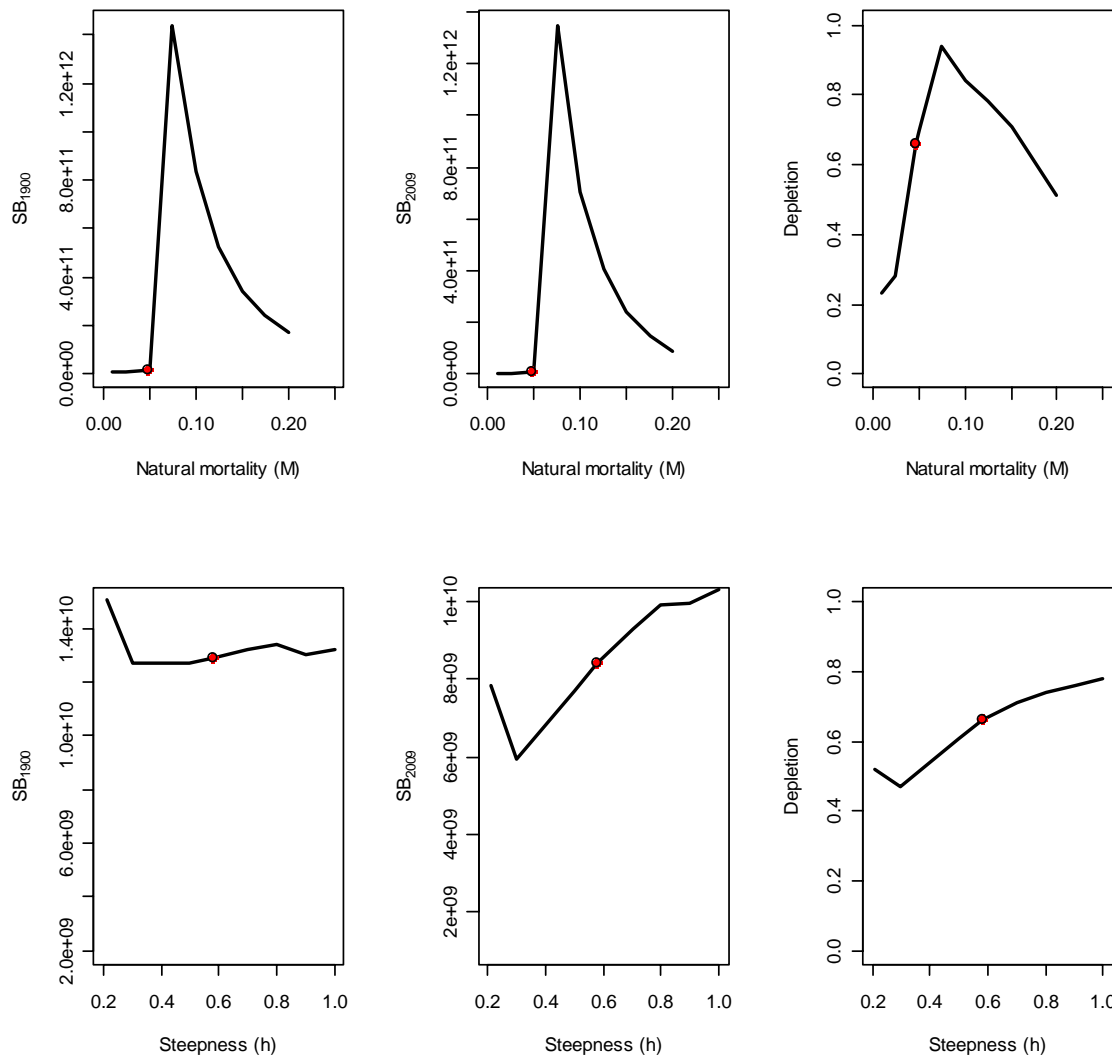 SB1900
0.0e+00 4.0e+11 8.0e+11 1.2e+12
0.00 0.10 0.20
Natural mortality (M)
SB2009
0.0e+00 4.0e+11 8.0e+11 1.2e+12
0.00 0.10 0.20
Natural mortality (M)
Depletion
0.0 0.2 0.4 0.6 0.8 1.0
0.00 0.10 0.20
Natural mortality (M)
SB1900
2.0e+09 6.0e+09 1.0e+10 1.4e+10
0.2 0.4 0.6 0.8 1.0
Steepness (h)
SB2009
2e+09 4e+09 6e+09 8e+09 1e+10
0.2 0.4 0.6 0.8 1.0
Steepness (h)
Depletion
0.0 0.2 0.4 0.6 0.8 1.0
0.2 0.4 0.6 0.8 1.0
Steepness (h)